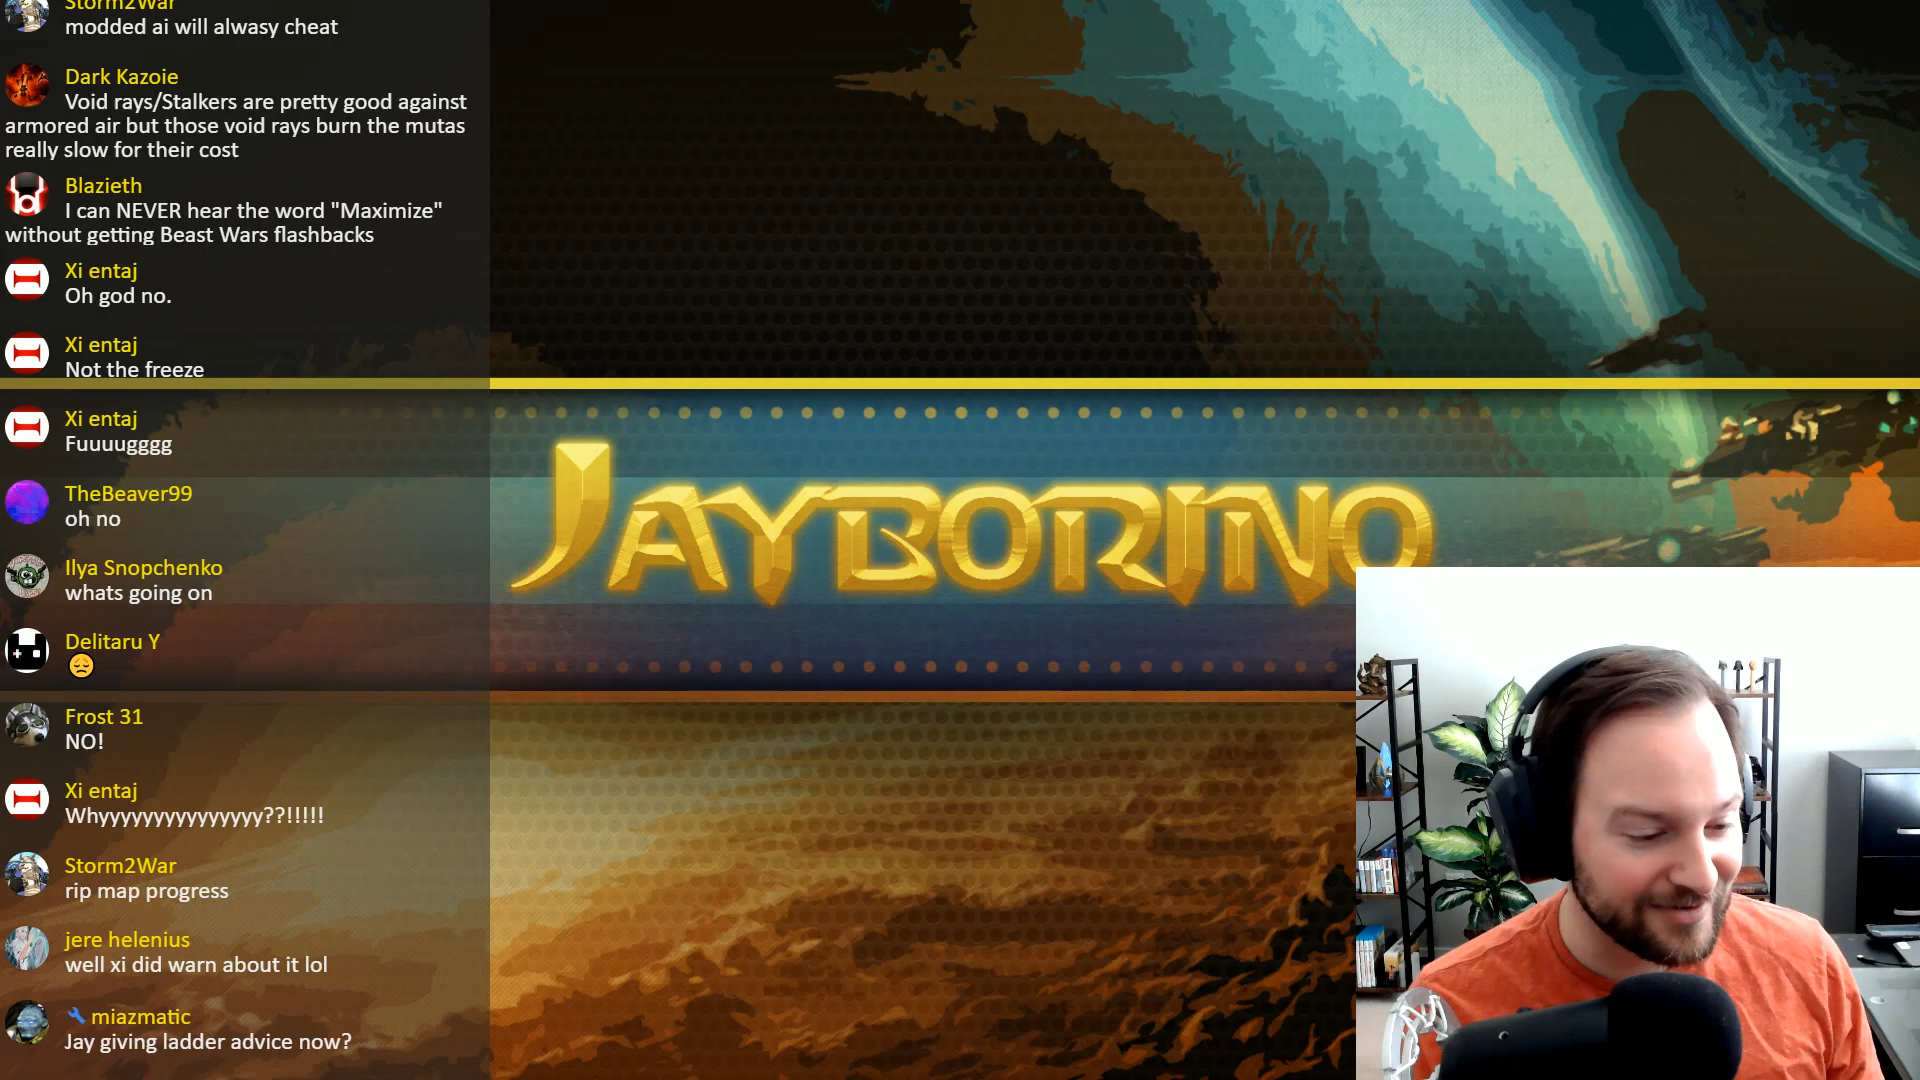 Storm2War
modded ai will alwasy cheat
Dark Kazoie
Void rays/Stalkers are pretty good against
armored air but those void rays burn the mutas
really slow for their cost
Blazieth
I can NEVER hear the word "Maximize"
without getting Beast Wars flashbacks
Xi entaj
Oh god no.
Xi entaj
Not the freeze
Xi entaj
Fuuuugggg
TheBeaver99
oh no
Ilya Snopchenko
whats going on
Delitaru Y
😞
Frost 31
NO!
Xi entaj
Whyyyyyyyyyyyyyyy??!!!!!
Storm2War
rip map progress
jere helenius
well xi did warn about it lol
miazmatic
Jay giving ladder advice now?
JAYBORINO